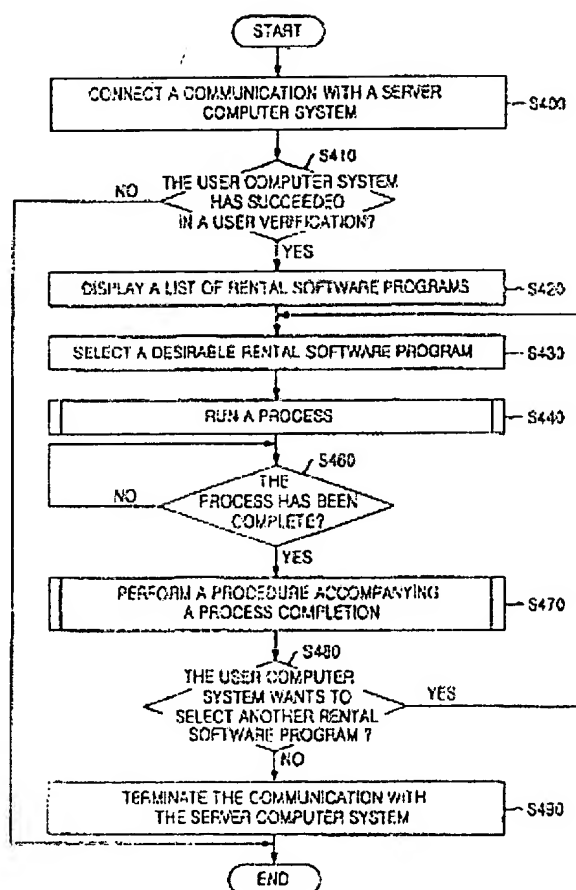 START
CONNECT A COMMUNICATION WITH A SERVER
COMPUTER SYSTEM
S400
S410
THE USER COMPUTER SYSTEM
HAS SUCCEEDED
IN A USER VERIFICATION?
NO
YES
DISPLAY A LIST OF RENTAL SOFTWARE PROGRAMS
S420
SELECT A DESIRABLE RENTAL SOFTWARE PROGRAM
S430
RUN A PROCESS
S440
S460
THE
PROCESS HAS BEEN
COMPLETE?
NO
YES
PERFORM A PROCEDURE ACCOMPANYING
A PROCESS COMPLETION
S470
S480
THE USER COMPUTER
SYSTEM WANTS TO
SELECT ANOTHER RENTAL
SOFTWARE PROGRAM ?
YES
NO
TERMINATE THE COMMUNICATION WITH
THE SERVER COMPUTER SYSTEM
S490
END